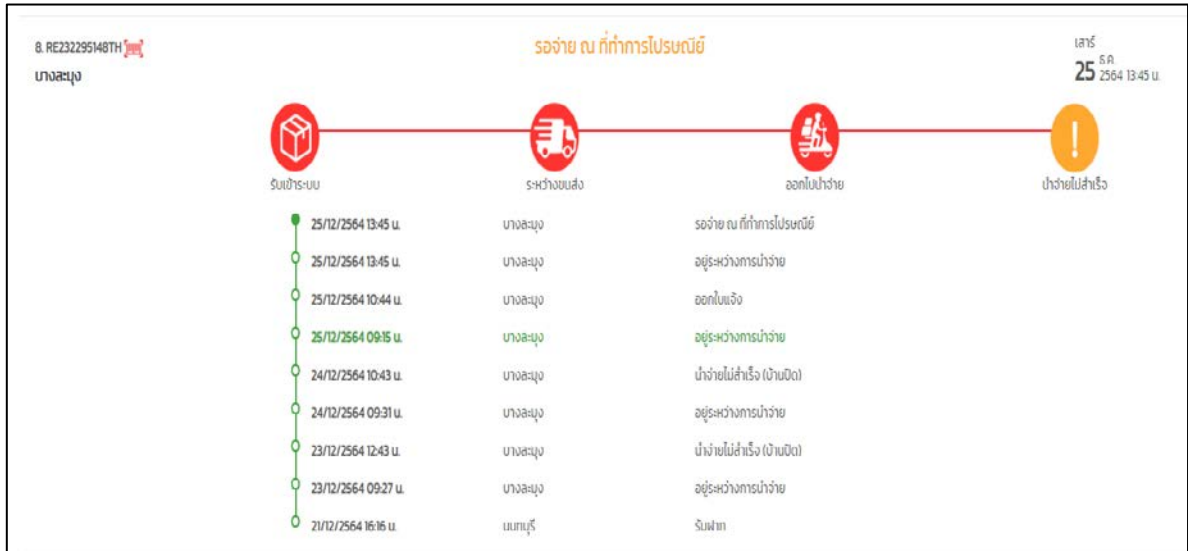 8. RE232295148TH
บางละมุง
รอจ่าย ณ ที่ทำการไปรษณีย์
เสาร์
25 ธ.ค. 2564 13:45 น.
รับเข้าระบบ ระหว่างขนส่ง ออกไปนำจ่าย นำจ่ายไม่สำเร็จ
25/12/2564 13:45 น. บางละมุง รอจ่าย ณ ที่ทำการไปรษณีย์
25/12/2564 13:45 น. บางละมุง อยู่ระหว่างการนำจ่าย
25/12/2564 10:44 น. บางละมุง ออกใบแจ้ง
25/12/2564 09:15 น. บางละมุง อยู่ระหว่างการนำจ่าย
24/12/2564 10:43 น. บางละมุง นำจ่ายไม่สำเร็จ (บ้านปิด)
24/12/2564 09:31 น. บางละมุง อยู่ระหว่างการนำจ่าย
23/12/2564 12:43 น. บางละมุง นำจ่ายไม่สำเร็จ (บ้านปิด)
23/12/2564 09:27 น. บางละมุง อยู่ระหว่างการนำจ่าย
21/12/2564 16:16 น. นนทบุรี รับฝาก